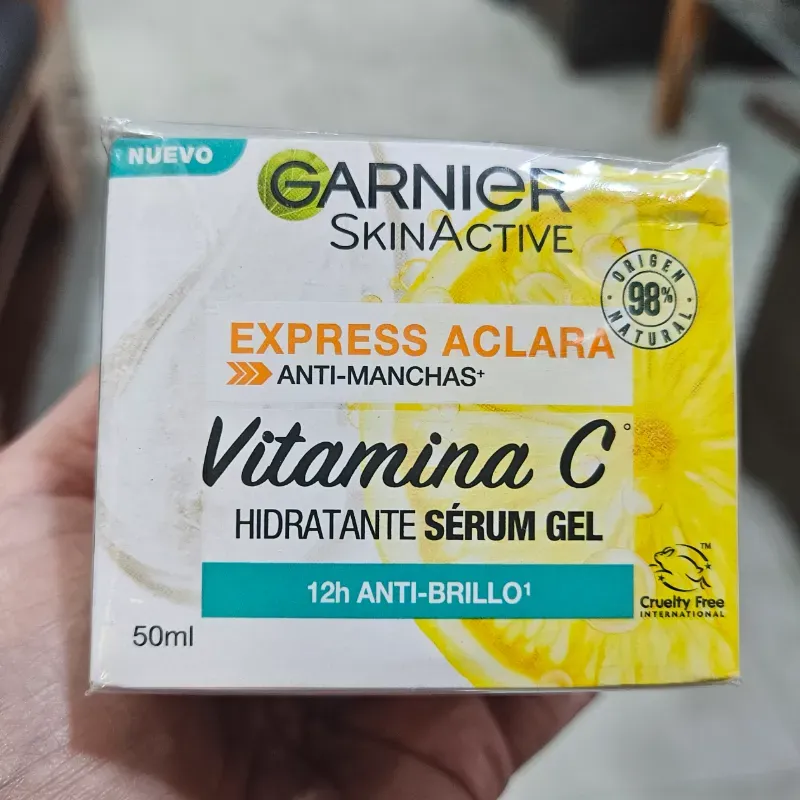 NUEVO
GARNIER
SKINACTIVE
ORIGEN
98%
NATURAL
EXPRESS ACLARA
ANTI-MANCHAS⁺
Vitamina C°
HIDRATANTE SÉRUM GEL
12h ANTI-BRILLO¹
50ml
TM
Cruelty Free
INTERNATIONAL